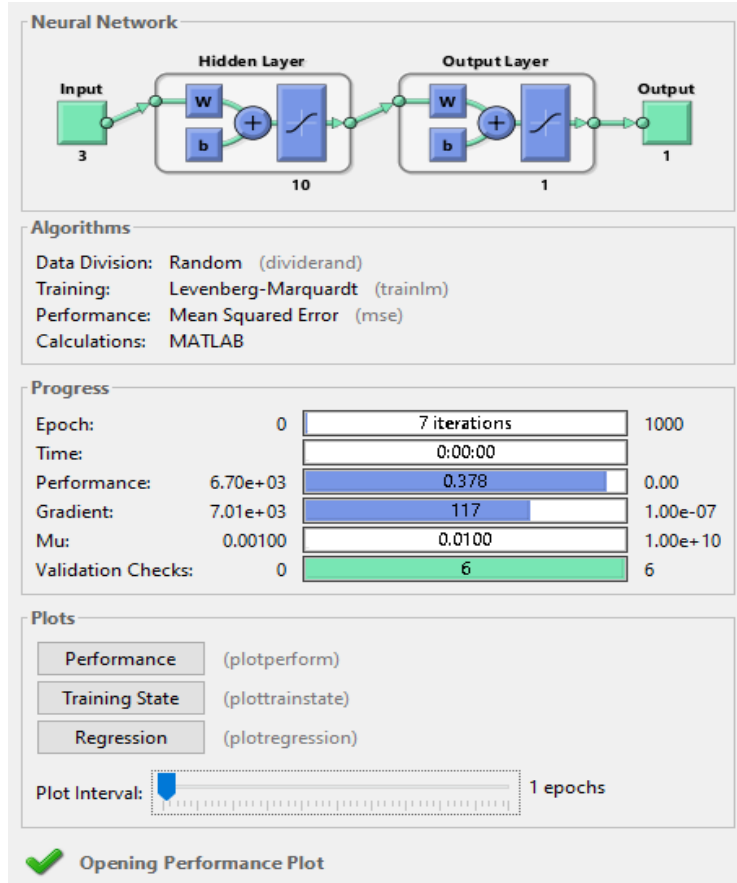 Neural Network
Hidden Layer
Output Layer
Input
W
b
+
W
b
+
Output
3
10
1
1
Algorithms
Data Division: Random (dividerand)
Training: Levenberg-Marquardt (trainlm)
Performance: Mean Squared Error (mse)
Calculations: MATLAB
Progress
Epoch: 0 7 iterations 1000
Time: 0:00:00
Performance: 6.70e+03 0.378 0.00
Gradient: 7.01e+03 117 1.00e-07
Mu: 0.00100 0.0100 1.00e+10
Validation Checks: 0 6 6
Plots
Performance (plotperform)
Training State (plottrainstate)
Regression (plotregression)
Plot Interval: 1 epochs
Opening Performance Plot